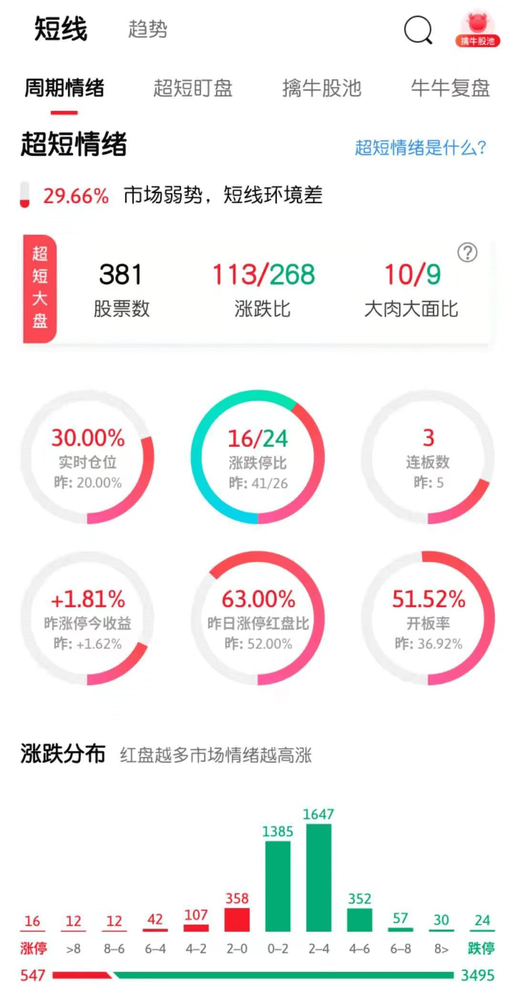 短线 趋势
擒牛股池
周期情绪 超短盯盘 擒牛股池 牛牛复盘
超短情绪 超短情绪是什么?
29.66% 市场弱势，短线环境差
超短大盘
381 113/268 10/9 ?
股票数 涨跌比 大肉大面比
30.00% 16/24 3
实时仓位 涨跌停比 连板数
昨: 20.00% 昨: 41/26 昨: 5
+1.81% 63.00% 51.52%
昨涨停今收益 昨日涨停红盘比 开板率
昨: +1.62% 昨: 52.00% 昨: 36.92%
涨跌分布 红盘越多市场情绪越高涨
16 12 12 42 107 358 1385 1647 352 57 30 24
涨停 >8 8–6 6–4 4–2 2–0 0–2 2–4 4–6 6–8 8> 跌停
547 3495